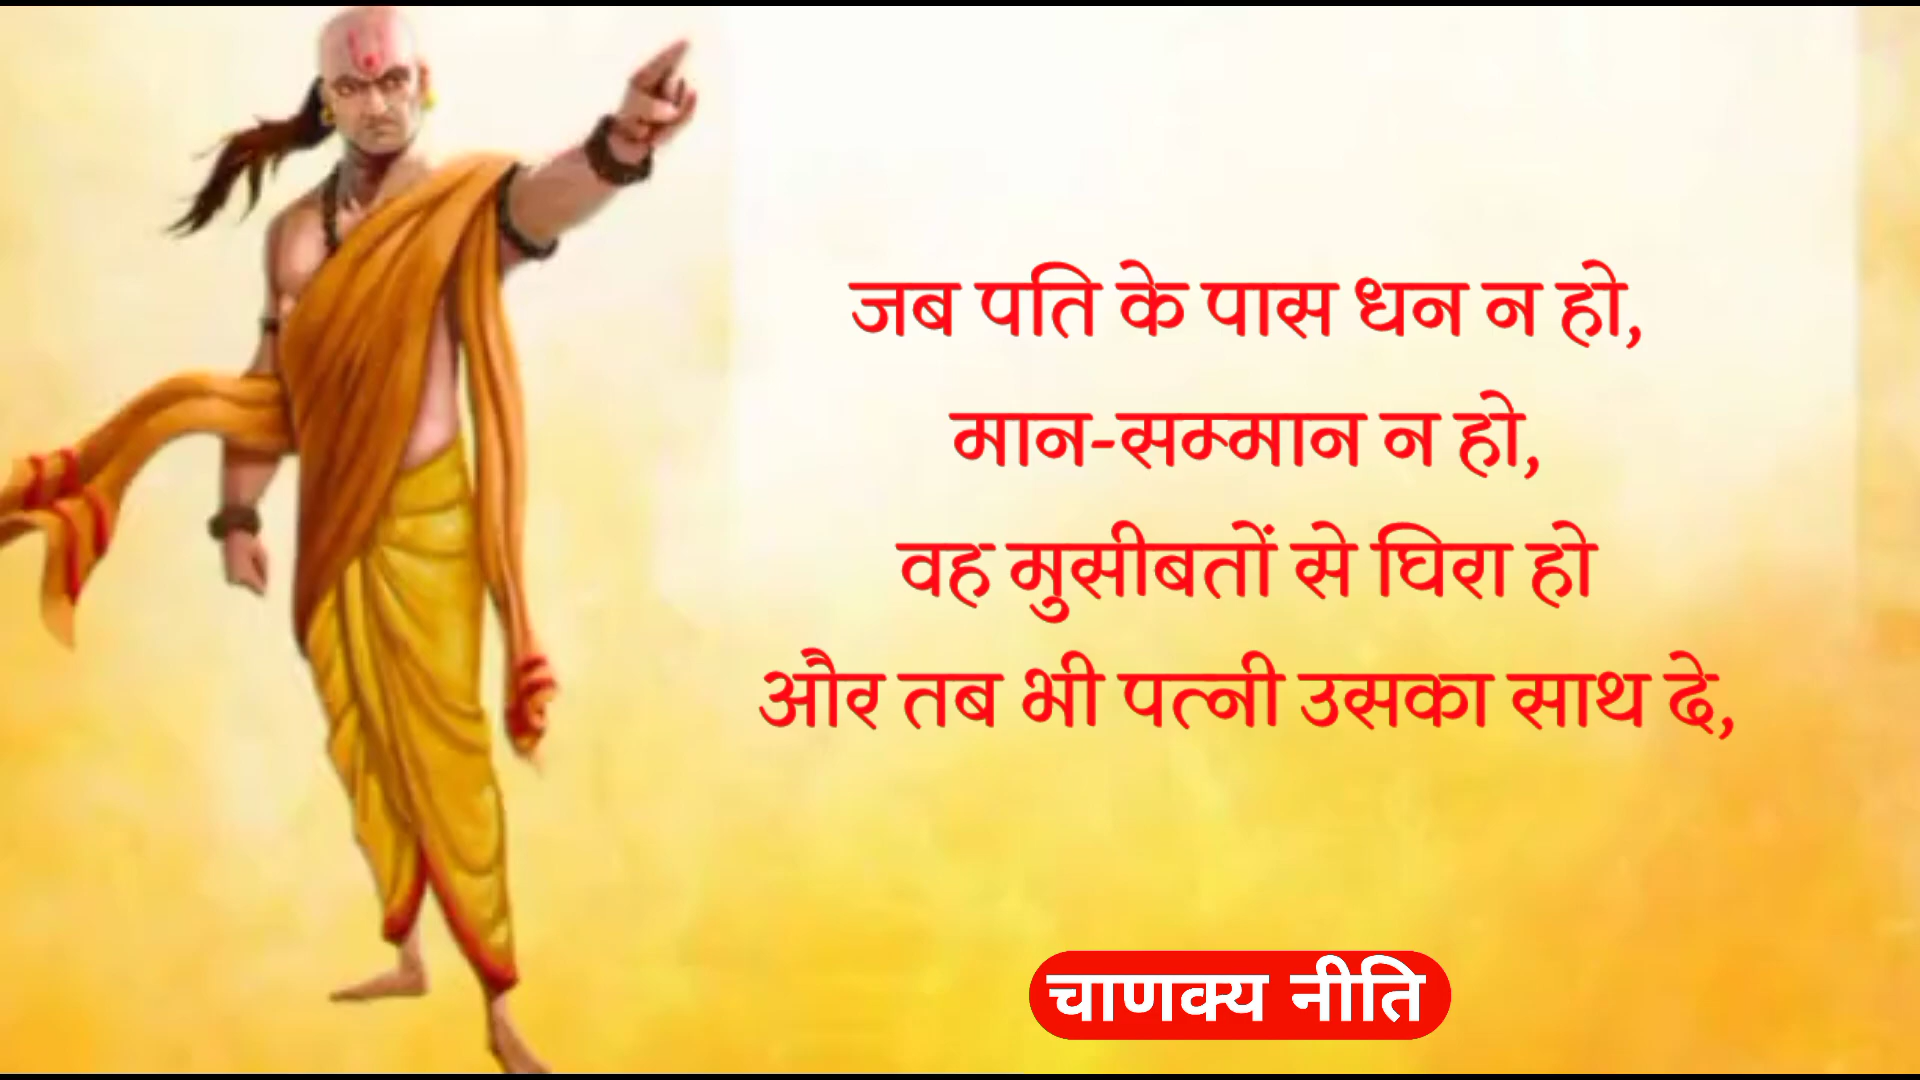 जब पति के पास धन न हो,
मान-सम्मान न हो,
वह मुसीबतों से घिरा हो
और तब भी पत्नी उसका साथ दे,
चाणक्य नीति